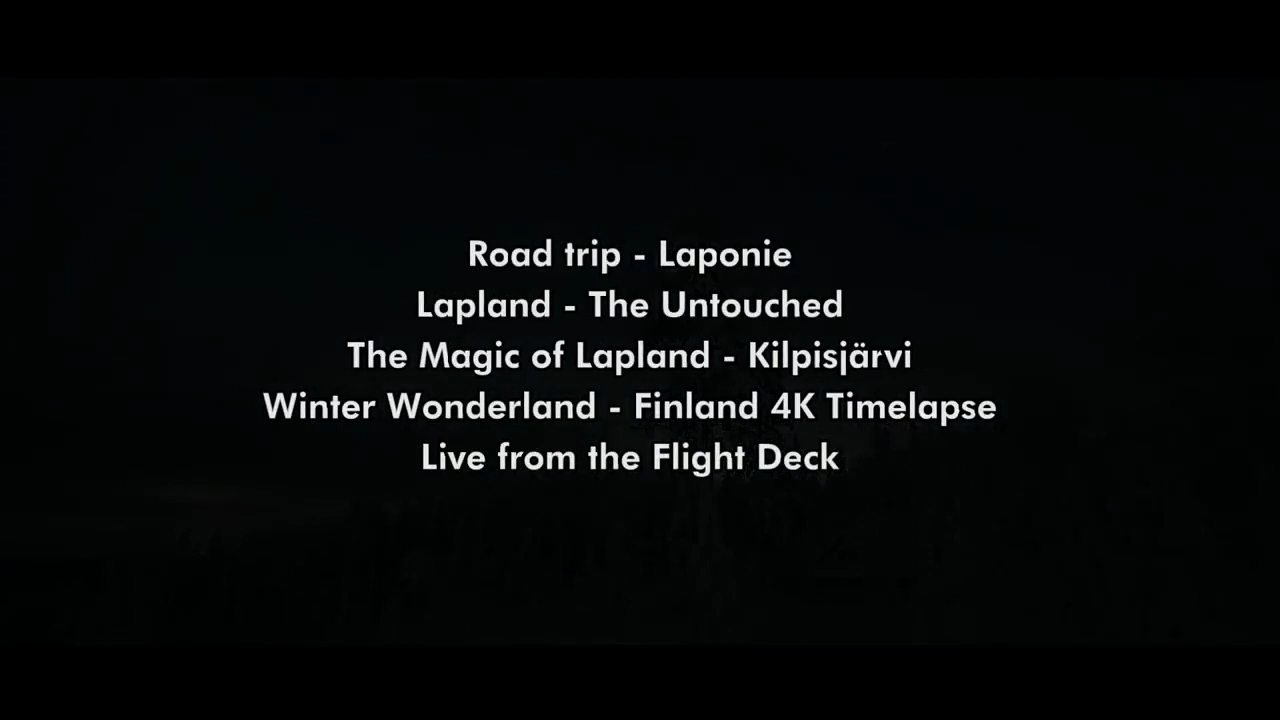 Road trip - Laponie
Lapland - The Untouched
The Magic of Lapland - Kilpisjärvi
Winter Wonderland - Finland 4K Timelapse
Live from the Flight Deck